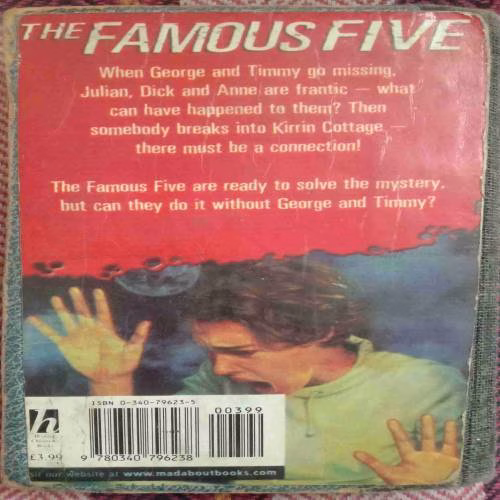 THE FAMOUS FIVE
When George and Timmy go missing,
Julian, Dick and Anne are frantic – what
can have happened to them? Then
somebody breaks into Kirrin Cottage –
there must be a connection!
The Famous Five are ready to solve the mystery,
but can they do it without George and Timmy?
ISBN 0-340-79623-5
00399
h
£3.99
9 780340 796238
our website at www.madaboutbooks.com